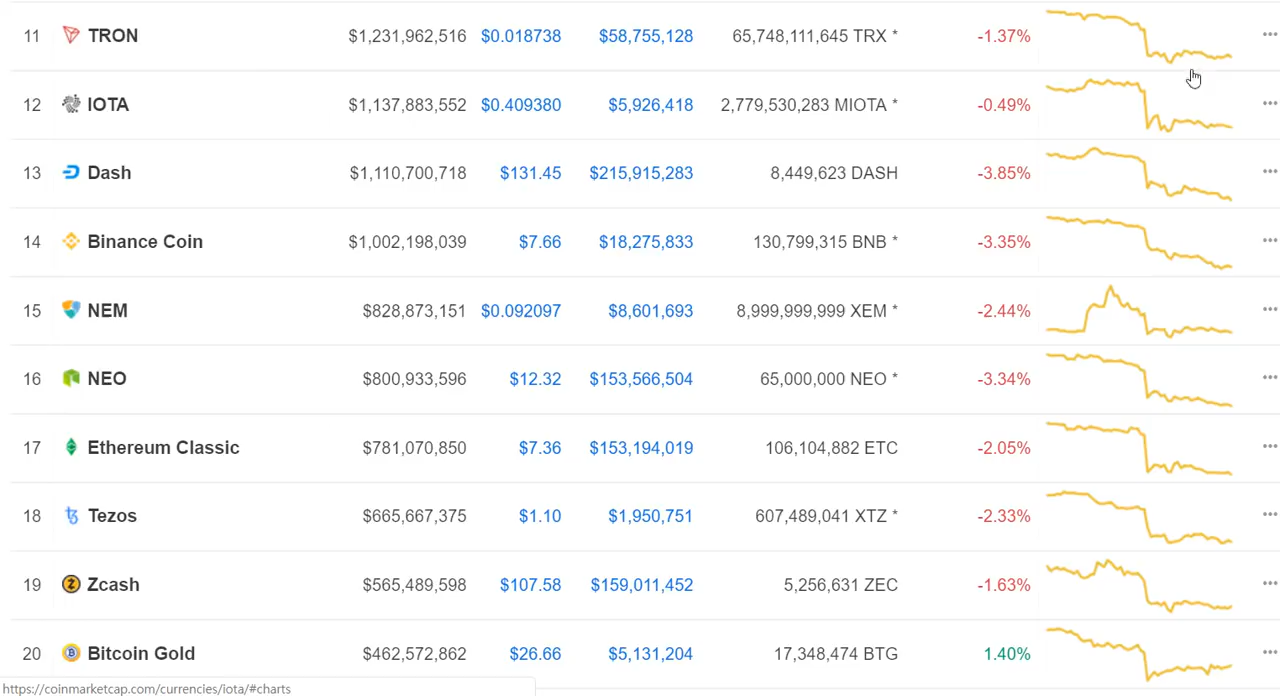 11 TRON $1,231,962,516 $0.018738 $58,755,128 65,748,111,645 TRX * -1.37%
12 IOTA $1,137,883,552 $0.409380 $5,926,418 2,779,530,283 MIOTA * -0.49%
13 Dash $1,110,700,718 $131.45 $215,915,283 8,449,623 DASH -3.85%
14 Binance Coin $1,002,198,039 $7.66 $18,275,833 130,799,315 BNB * -3.35%
15 NEM $828,873,151 $0.092097 $8,601,693 8,999,999,999 XEM * -2.44%
16 NEO $800,933,596 $12.32 $153,566,504 65,000,000 NEO * -3.34%
17 Ethereum Classic $781,070,850 $7.36 $153,194,019 106,104,882 ETC -2.05%
18 Tezos $665,667,375 $1.10 $1,950,751 607,489,041 XTZ * -2.33%
19 Zcash $565,489,598 $107.58 $159,011,452 5,256,631 ZEC -1.63%
20 Bitcoin Gold $462,572,862 $26.66 $5,131,204 17,348,474 BTG 1.40%
https://coinmarketcap.com/currencies/iota/#charts